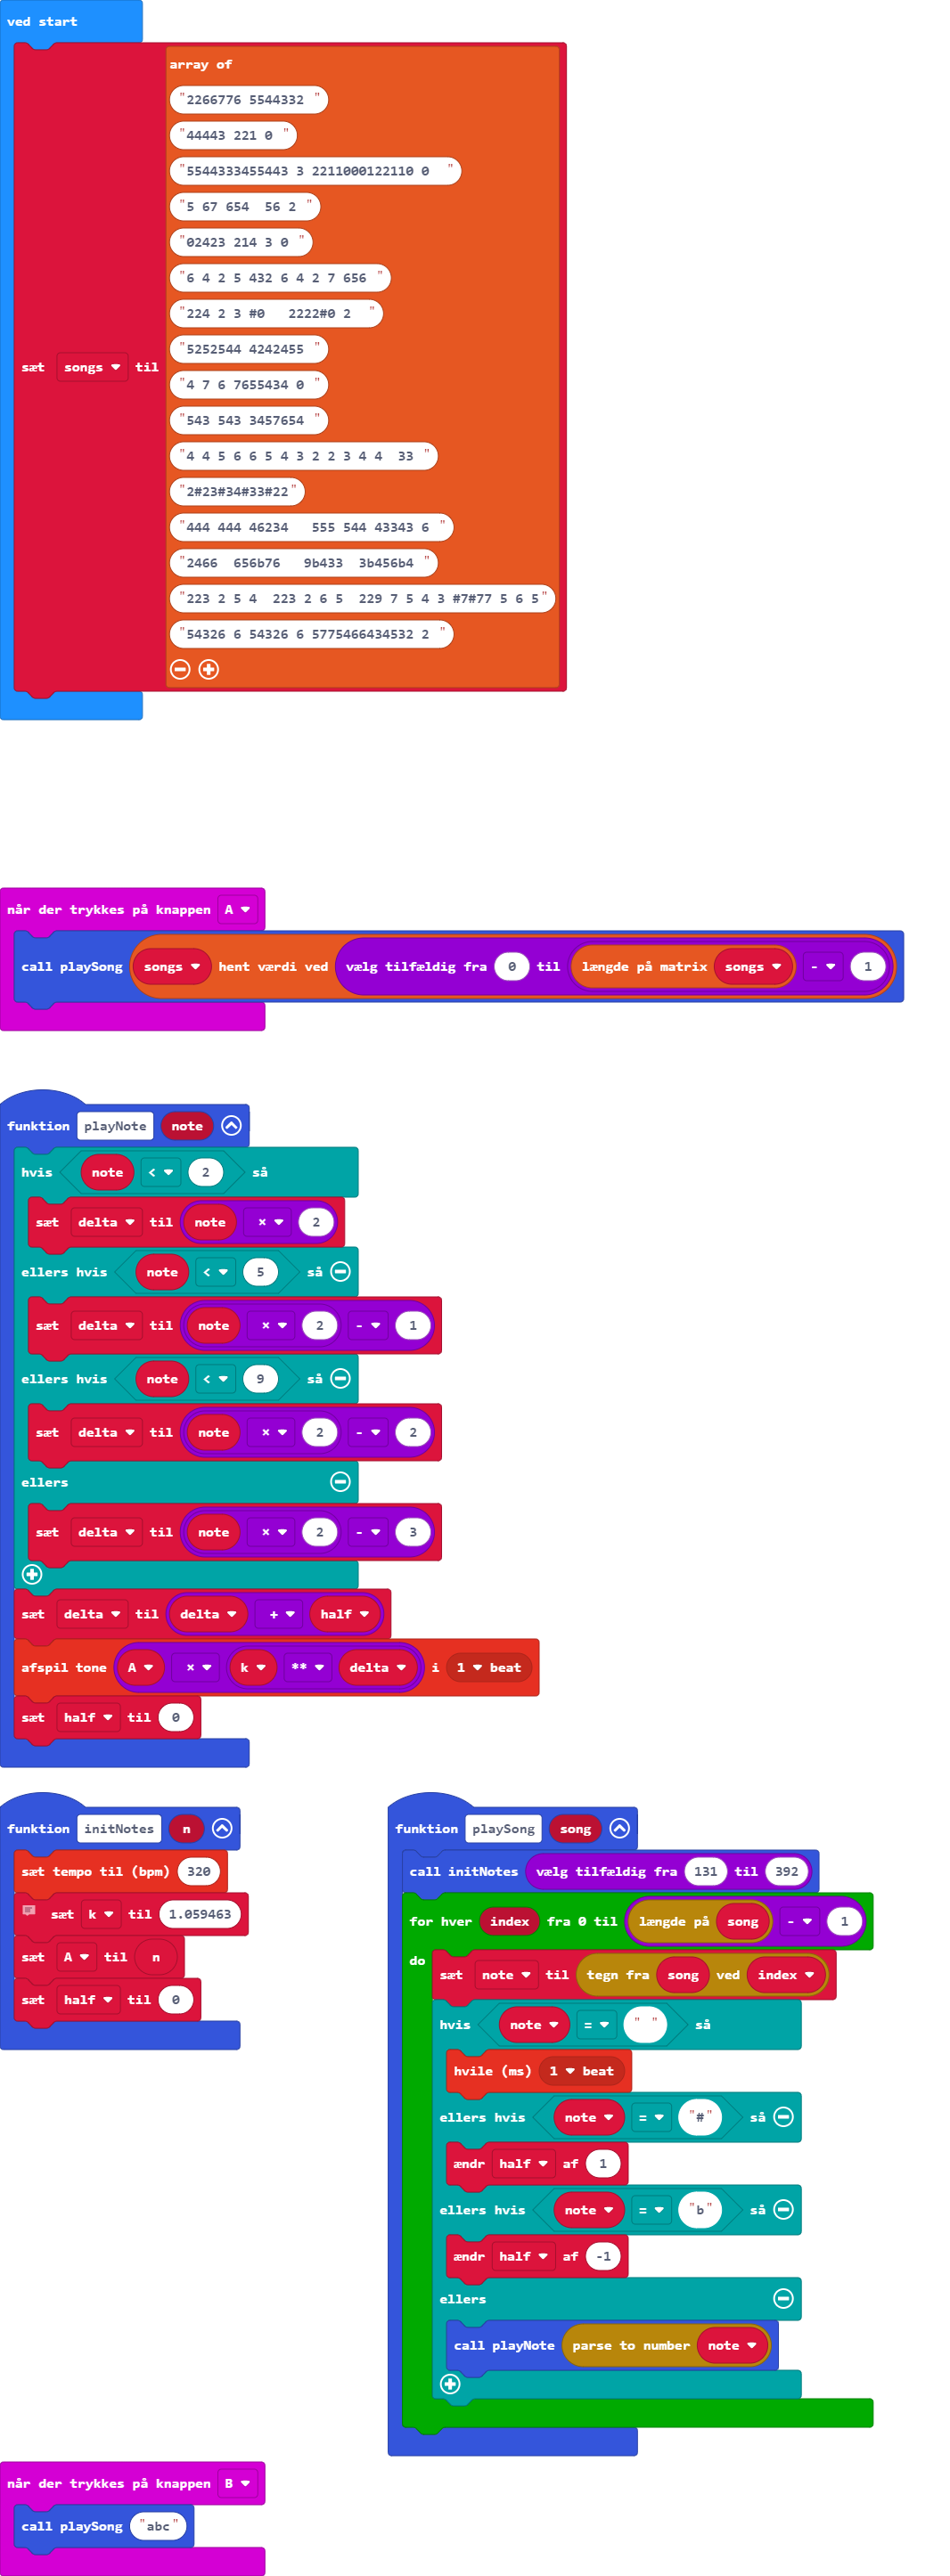 ved start
array of
"2266776 5544332 "
"44443 221 0 "
"5544333455443 3 2211000122110 0  "
"5 67 654  56 2 "
"02423 214 3 0 "
"6 4 2 5 432 6 4 2 7 656 "
"224 2 3 #0   2222#0 2  "
sæt songs til
"5252544 4242455 "
"4 7 6 7655434 0 "
"543 543 3457654 "
"4 4 5 6 6 5 4 3 2 2 3 4 4  33 "
"2#23#34#33#22"
"444 444 46234   555 544 43343 6 "
"2466  656b76   9b433  3b456b4 "
"223 2 5 4  223 2 6 5  229 7 5 4 3 #7#77 5 6 5"
"54326 6 54326 6 5775466434532 2 "
når der trykkes på knappen A
call playSong songs hent værdi ved vælg tilfældig fra 0 til længde på matrix songs - 1
funktion playNote note
hvis note < 2 så
sæt delta til note × 2
ellers hvis note < 5 så
sæt delta til note × 2 - 1
ellers hvis note < 9 så
sæt delta til note × 2 - 2
ellers
sæt delta til note × 2 - 3
sæt delta til delta + half
afspil tone A × k ** delta i 1 beat
sæt half til 0
funktion initNotes n
sæt tempo til (bpm) 320
sæt k til 1.059463
sæt A til n
sæt half til 0
funktion playSong song
call initNotes vælg tilfældig fra 131 til 392
for hver index fra 0 til længde på song - 1
do
sæt note til tegn fra song ved index
hvis note = " " så
hvile (ms) 1 beat
ellers hvis note = "#" så
ændr half af 1
ellers hvis note = "b" så
ændr half af -1
ellers
call playNote parse to number note
når der trykkes på knappen B
call playSong "abc"